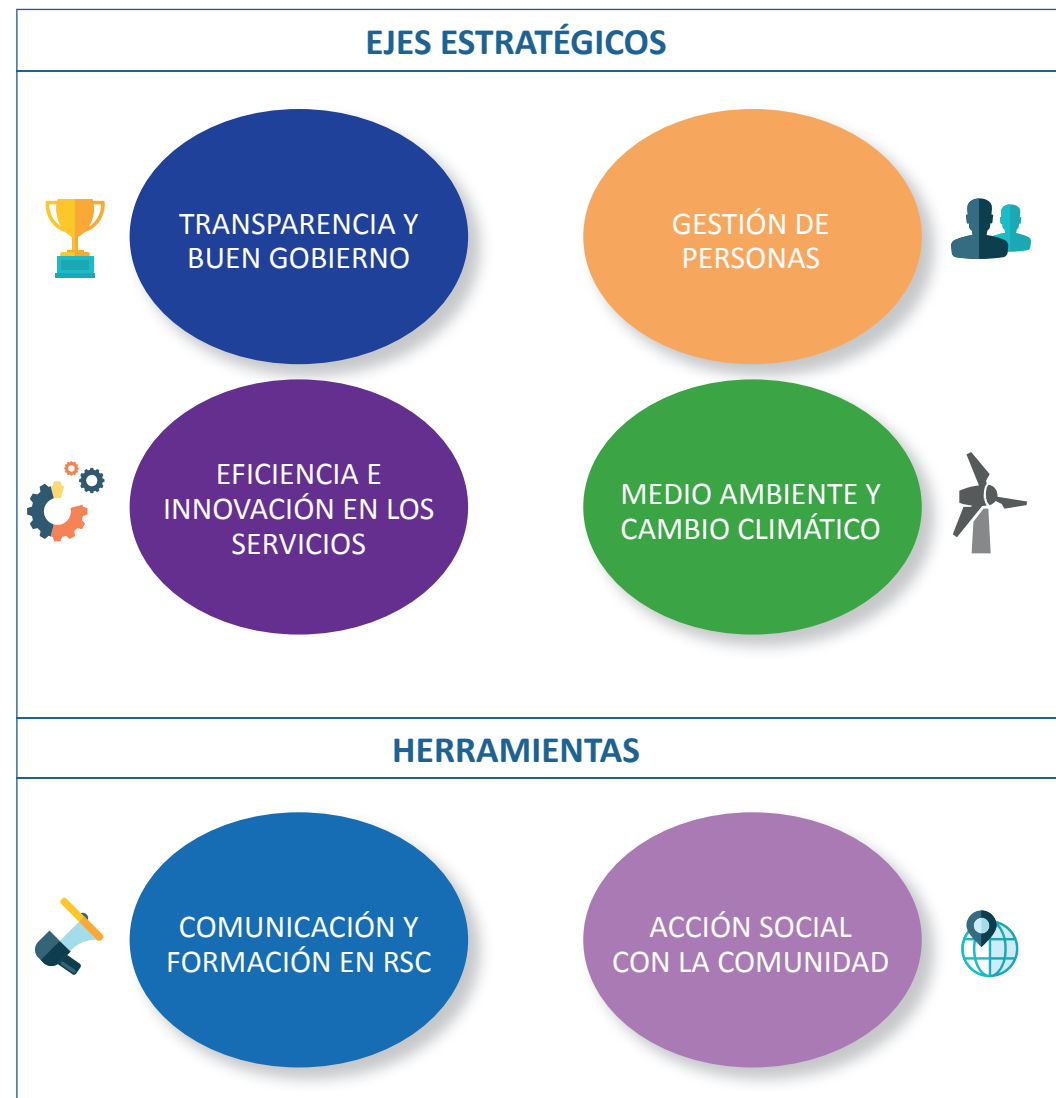 EJES ESTRATÉGICOS
TRANSPARENCIA Y
BUEN GOBIERNO
GESTIÓN DE
PERSONAS
EFICIENCIA E
INNOVACIÓN EN LOS
SERVICIOS
MEDIO AMBIENTE Y
CAMBIO CLIMÁTICO
HERRAMIENTAS
COMUNICACIÓN Y
FORMACIÓN EN RSC
ACCIÓN SOCIAL
CON LA COMUNIDAD